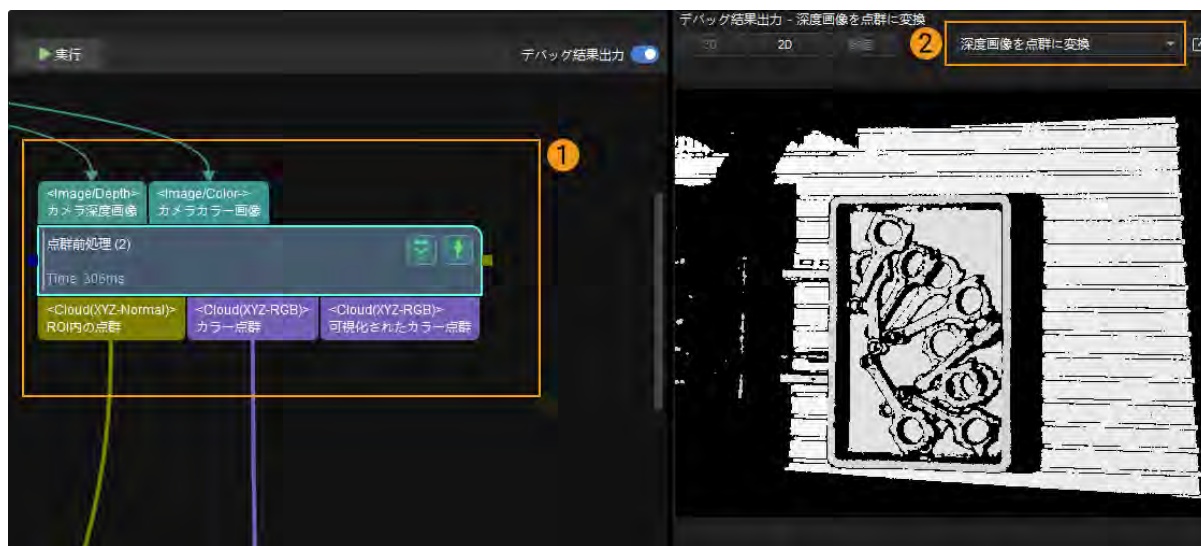 デバッグ結果出力 - 深度画像を点群に変換
実行
デバッグ結果出力
2D
2
深度画像を点群に変換
1
<Image/Depth>
カメラ深度画像
<Image/Color->
カメラカラー画像
点群前処理 (2)
Time: 306ms
<Cloud(XYZ-Normal)>
ROI内の点群
<Cloud(XYZ-RGB)>
カラー点群
<Cloud(XYZ-RGB)>
可視化されたカラー点群